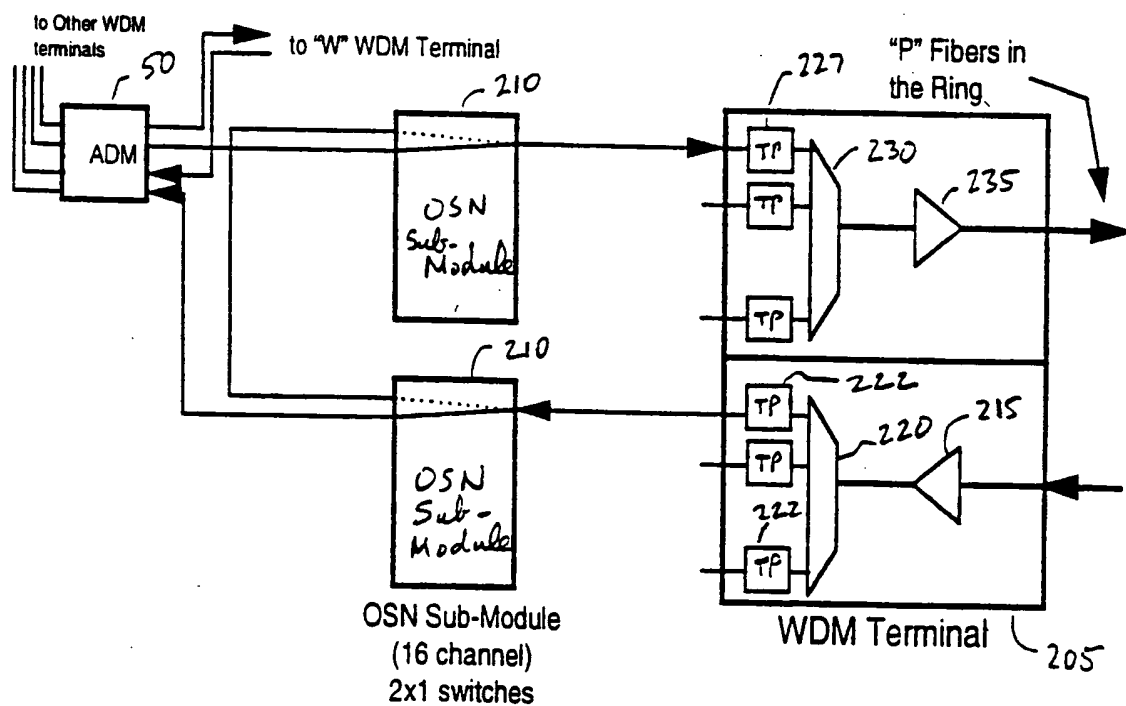 to Other WDM
terminals
50
to "W" WDM Terminal
ADM
210
OSN
Sub-
Module
227
"P" Fibers in
the Ring
TP
230
235
TP
TP
210
OSN
Sub-
Module
222
TP
220
215
TP
222
TP
OSN Sub-Module
(16 channel)
2x1 switches
WDM Terminal
205